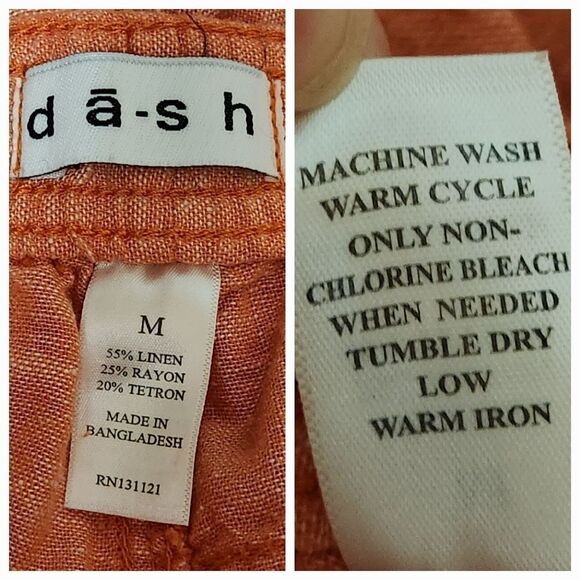 dā-sh
M
55% LINEN
25% RAYON
20% TETRON
MADE IN
BANGLADESH
RN131121
MACHINE WASH
WARM CYCLE
ONLY NON-
CHLORINE BLEACH
WHEN NEEDED
TUMBLE DRY
LOW
WARM IRON